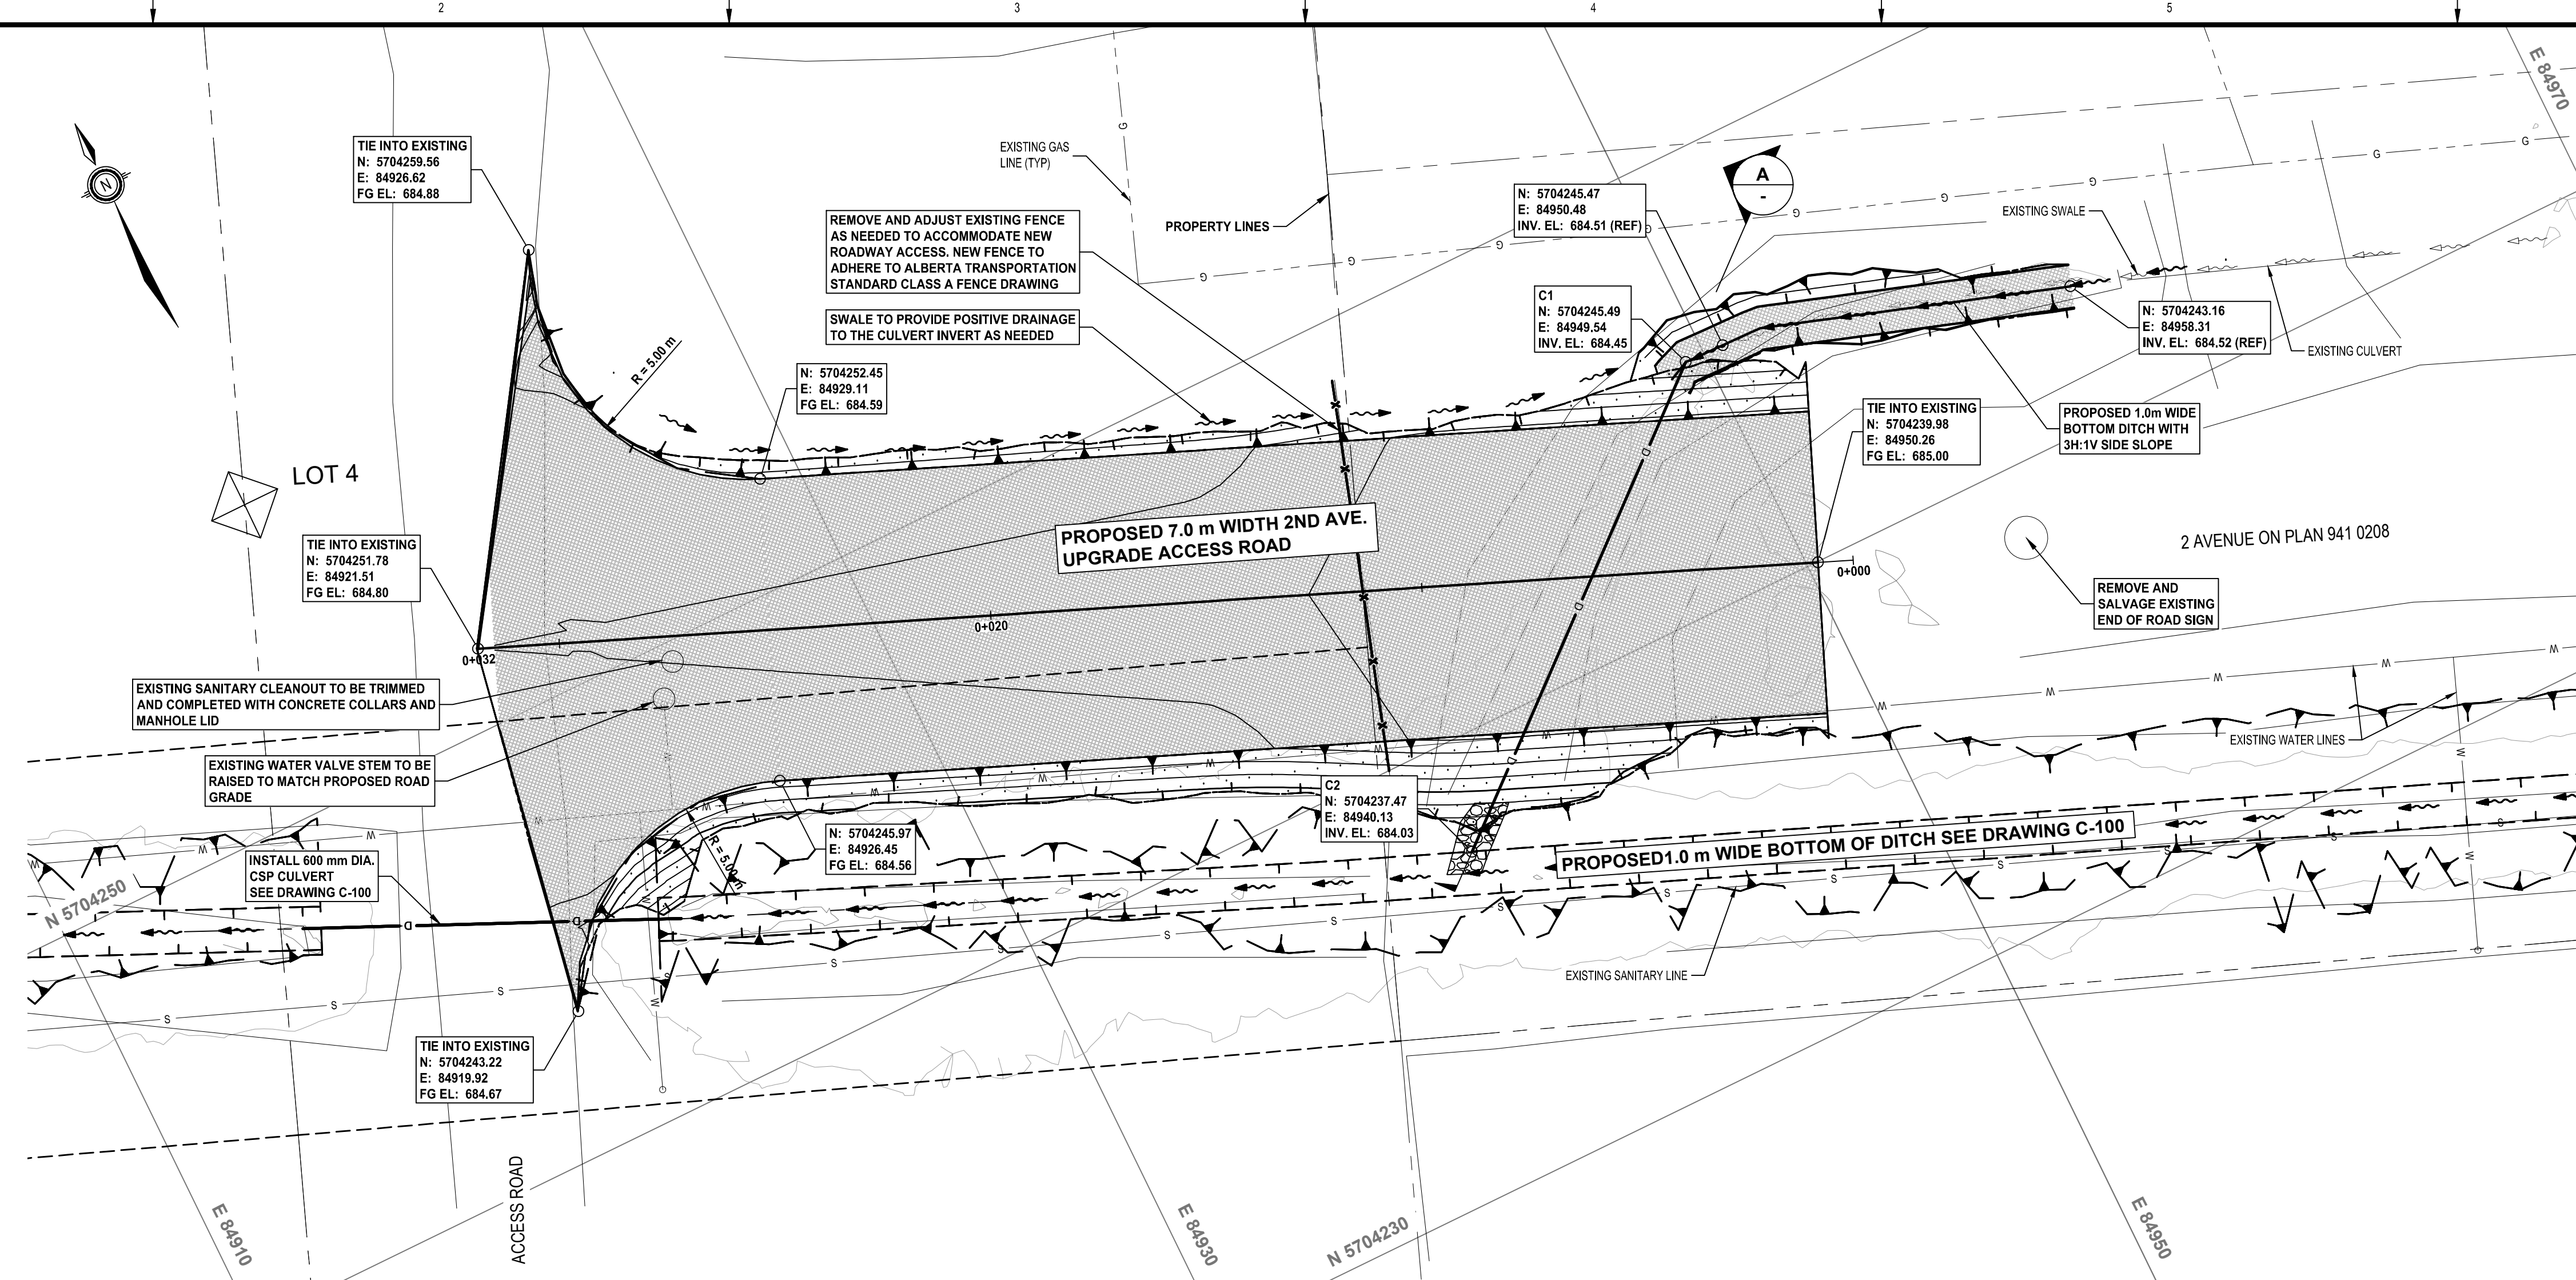 2
3
4
5
E 84970
TIE INTO EXISTING
N: 5704259.56
E: 84926.62
FG EL: 684.88
N
EXISTING GAS
LINE (TYP)
G
PROPERTY LINES
REMOVE AND ADJUST EXISTING FENCE
AS NEEDED TO ACCOMMODATE NEW
ROADWAY ACCESS. NEW FENCE TO
ADHERE TO ALBERTA TRANSPORTATION
STANDARD CLASS A FENCE DRAWING
SWALE TO PROVIDE POSITIVE DRAINAGE
TO THE CULVERT INVERT AS NEEDED
N: 5704245.47
E: 84950.48
INV. EL: 684.51 (REF)
A
-
EXISTING SWALE
C1
N: 5704245.49
E: 84949.54
INV. EL: 684.45
N: 5704243.16
E: 84958.31
INV. EL: 684.52 (REF)
EXISTING CULVERT
R = 5.00 m
N: 5704252.45
E: 84929.11
FG EL: 684.59
TIE INTO EXISTING
N: 5704239.98
E: 84950.26
FG EL: 685.00
PROPOSED 1.0m WIDE
BOTTOM DITCH WITH
3H:1V SIDE SLOPE
LOT 4
PROPOSED 7.0 m WIDTH 2ND AVE.
UPGRADE ACCESS ROAD
2 AVENUE ON PLAN 941 0208
TIE INTO EXISTING
N: 5704251.78
E: 84921.51
FG EL: 684.80
0+000
0+020
0+032
REMOVE AND
SALVAGE EXISTING
END OF ROAD SIGN
EXISTING SANITARY CLEANOUT TO BE TRIMMED
AND COMPLETED WITH CONCRETE COLLARS AND
MANHOLE LID
EXISTING WATER VALVE STEM TO BE
RAISED TO MATCH PROPOSED ROAD
GRADE
EXISTING WATER LINES
C2
N: 5704237.47
E: 84940.13
INV. EL: 684.03
R = 5.00 m
N: 5704245.97
E: 84926.45
FG EL: 684.56
PROPOSED1.0 m WIDE BOTTOM OF DITCH SEE DRAWING C-100
INSTALL 600 mm DIA.
CSP CULVERT
SEE DRAWING C-100
N 5704250
EXISTING SANITARY LINE
TIE INTO EXISTING
N: 5704243.22
E: 84919.92
FG EL: 684.67
ACCESS ROAD
E 84910
E 84930
N 5704230
E 84950